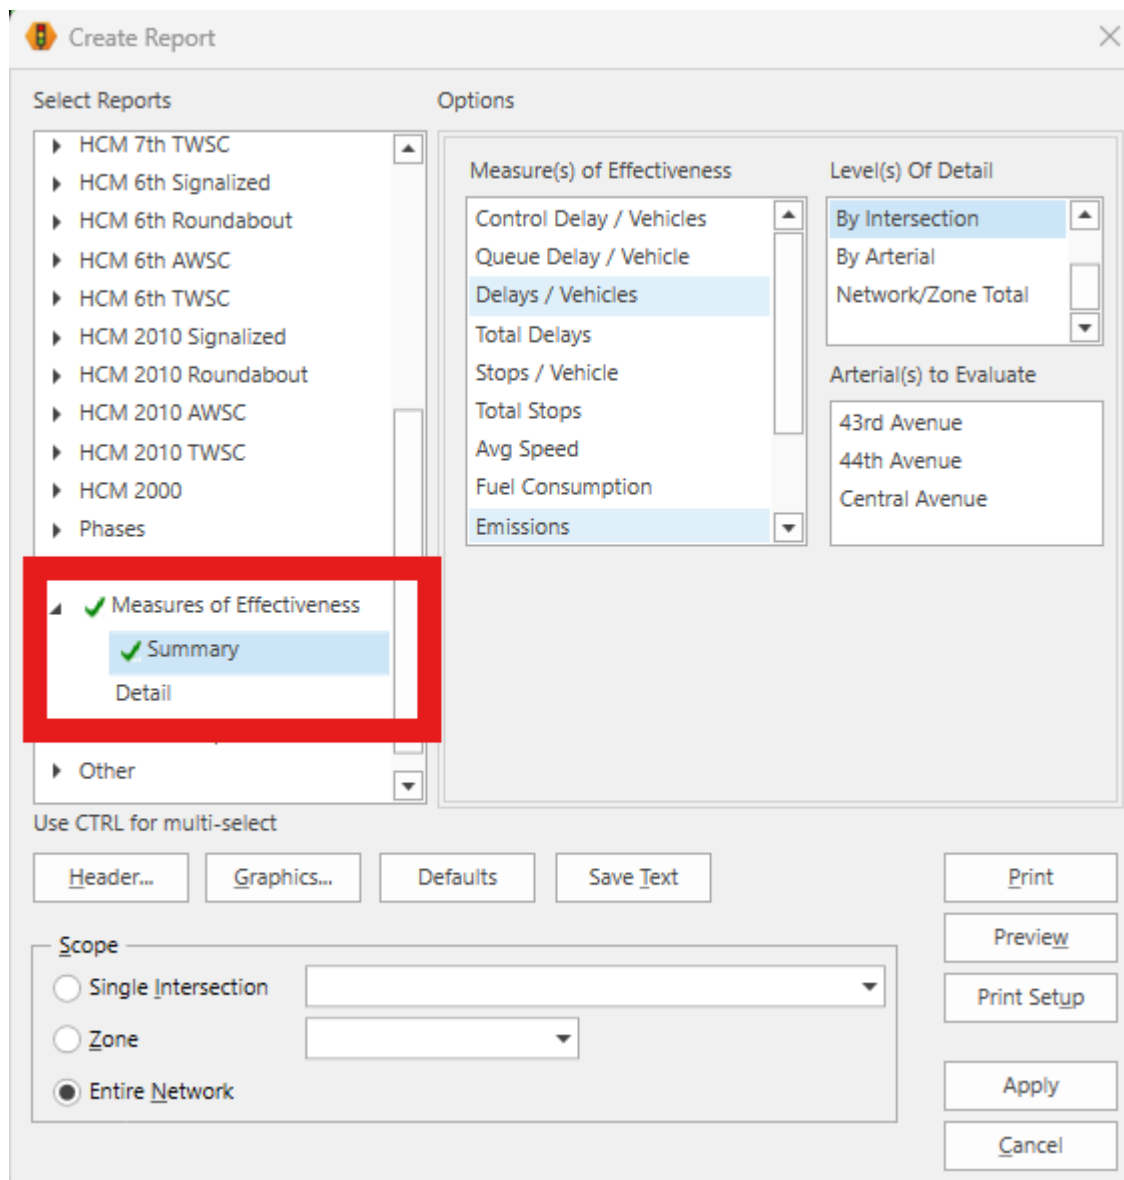 Create Report
Select Reports
HCM 7th TWSC
HCM 6th Signalized
HCM 6th Roundabout
HCM 6th AWSC
HCM 6th TWSC
HCM 2010 Signalized
HCM 2010 Roundabout
HCM 2010 AWSC
HCM 2010 TWSC
HCM 2000
Phases
Measures of Effectiveness
Summary
Detail
Other
Use CTRL for multi-select
Options
Measure(s) of Effectiveness
Control Delay / Vehicles
Queue Delay / Vehicle
Delays / Vehicles
Total Delays
Stops / Vehicle
Total Stops
Avg Speed
Fuel Consumption
Emissions
Level(s) Of Detail
By Intersection
By Arterial
Network/Zone Total
Arterial(s) to Evaluate
43rd Avenue
44th Avenue
Central Avenue
Header...
Graphics...
Defaults
Save Text
Scope
Single Intersection
Zone
Entire Network
Print
Preview
Print Setup
Apply
Cancel